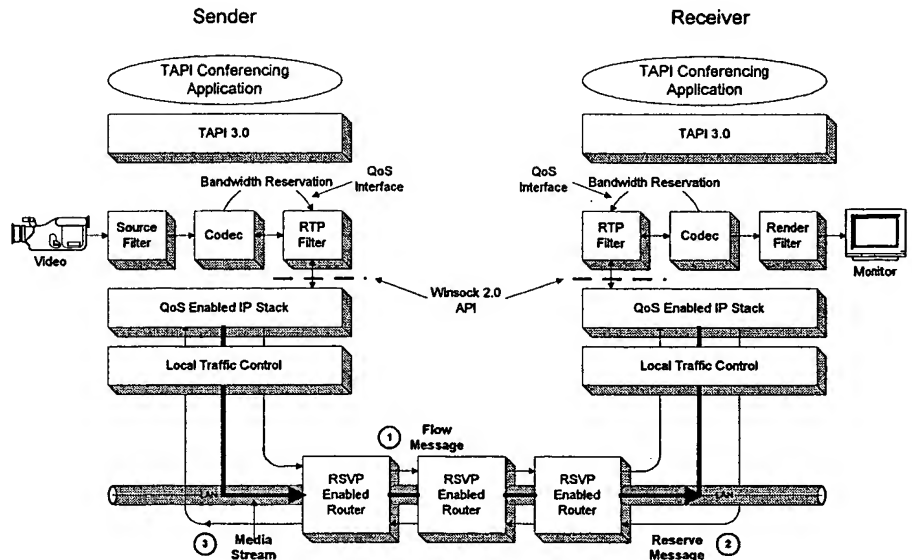 Sender
Receiver
TAPI Conferencing
Application
TAPI Conferencing
Application
TAPI 3.0
TAPI 3.0
Bandwidth Reservation
QoS
Interface
QoS
Interface
Bandwidth Reservation
Video
Source
Filter
Codec
RTP
Filter
RTP
Filter
Codec
Render
Filter
Monitor
Winsock 2.0
API
QoS Enabled IP Stack
QoS Enabled IP Stack
Local Traffic Control
Local Traffic Control
1
Flow
Message
LAN
RSVP
Enabled
Router
RSVP
Enabled
Router
RSVP
Enabled
Router
LAN
3
Media
Stream
Reserve
Message
2